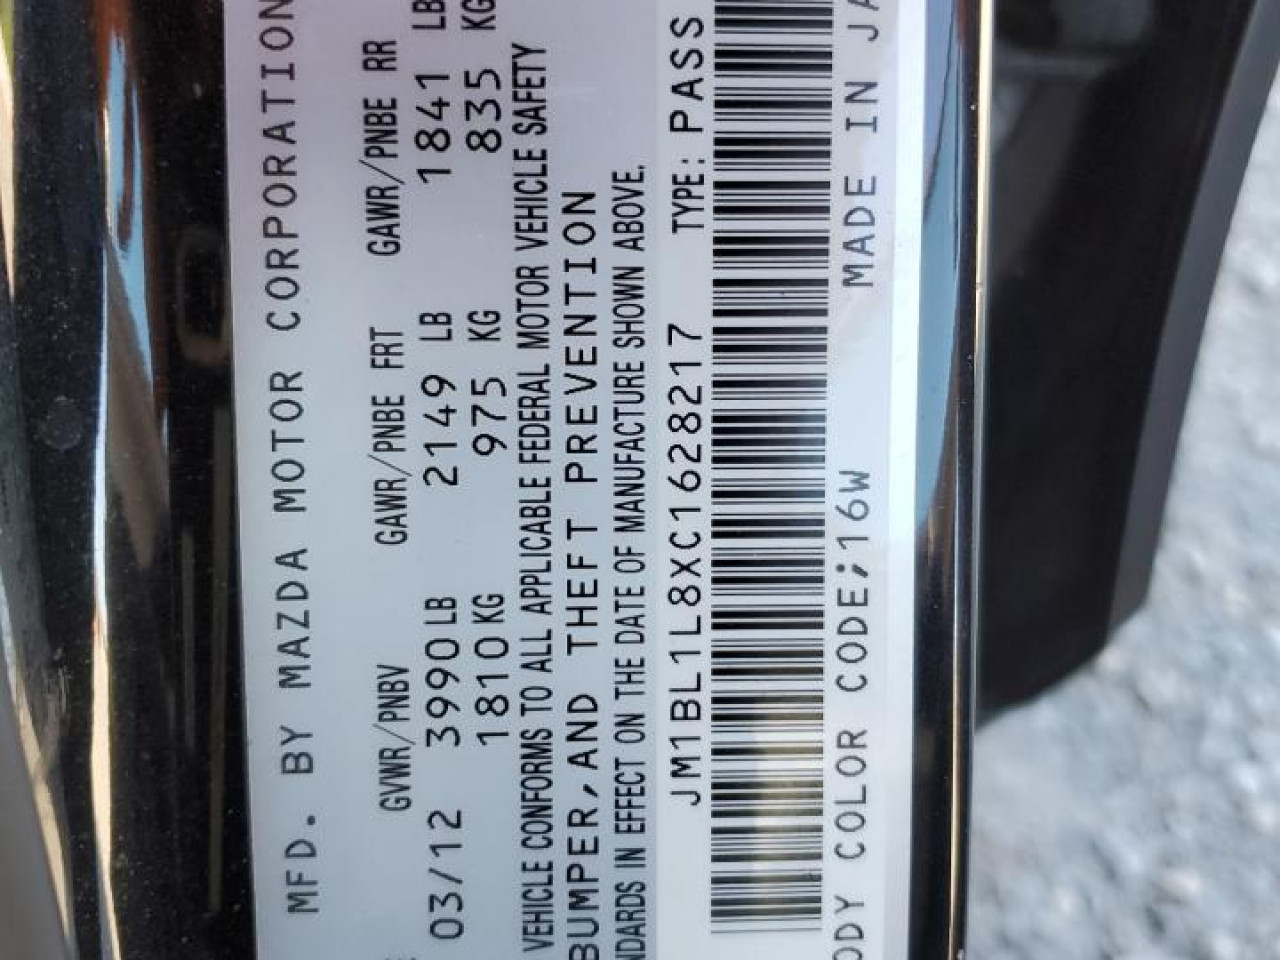 MFD. BY MAZDA MOTOR CORPORATION
GVWR/PNBV GAWR/PNBE FRT GAWR/PNBE RR
03/12 3990 LB 2149 LB 1841 LB
1810 KG 975 KG 835 KG
VEHICLE CONFORMS TO ALL APPLICABLE FEDERAL MOTOR VEHICLE SAFETY
BUMPER, AND THEFT PREVENTION
NDARDS IN EFFECT ON THE DATE OF MANUFACTURE SHOWN ABOVE.
JM1BL1L8XC1628217 TYPE: PASS
ODY COLOR CODE;16W MADE IN JA